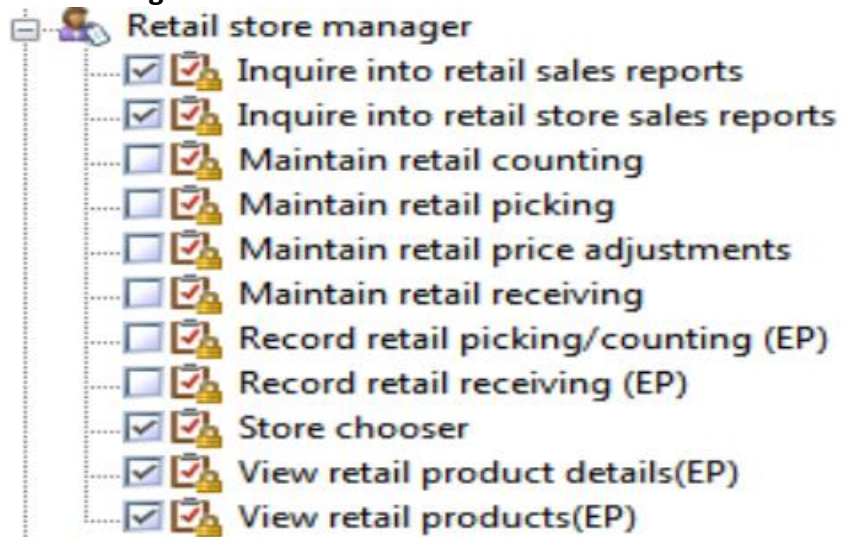 Retail store manager
Inquire into retail sales reports
Inquire into retail store sales reports
Maintain retail counting
Maintain retail picking
Maintain retail price adjustments
Maintain retail receiving
Record retail picking/counting (EP)
Record retail receiving (EP)
Store chooser
View retail product details(EP)
View retail products(EP)